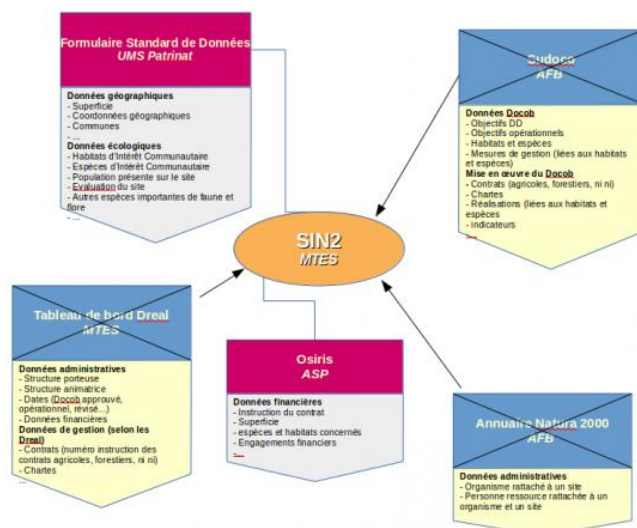 Formulaire Standard de Données
UMS Patrinat
Données géographiques
- Superficie
- Coordonnées géographiques
- Communes
- ...
Données écologiques
- Habitats d'Intérêt Communautaire
- Espèces d'Intérêt Communautaire
- Population présente sur le site
- Evaluation du site
- Autres espèces importantes de faune et
flore
- ...
Sudoco
AFB
Données Docob
- Objectifs DD
- Objectifs opérationnels
- Habitats et espèces
- Mesures de gestion (liées aux habitats
et espèces)
Mise en œuvre du Docob
- Contrats (agricoles, forestiers, ni ni)
- Chartes
- Réalisations (liées aux habitats et
espèces
- indicateurs
....
SIN2
MTES
Tableau de bord Dreal
MTES
Données administratives
- Structure porteuse
- Structure animatrice
- Dates (Docob approuvé,
opérationnel, révisé...)
- Données financières
Données de gestion (selon les
Dreal)
- Contrats (numéro instruction des
contrats agricoles, forestiers, ni ni)
- Chartes
...
Osiris
ASP
Données financières
- Instruction du contrat
- Superficie
- espèces et habitats concernés
- Engagements financiers
-...
Annuaire Natura 2000
AFB
Données administratives
- Organisme rattaché à un site
- Personne ressource rattachée à un
organisme et un site